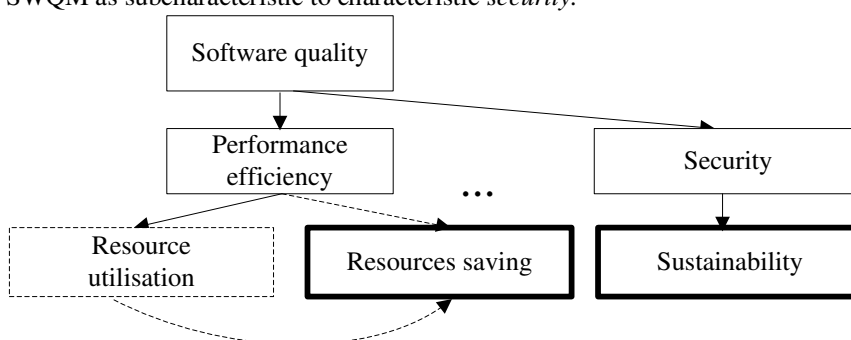 SWQM as subcharacteristic to characteristic security.
Software quality
Performance
efficiency
...
Security
Resource
utilisation
Resources saving
Sustainability